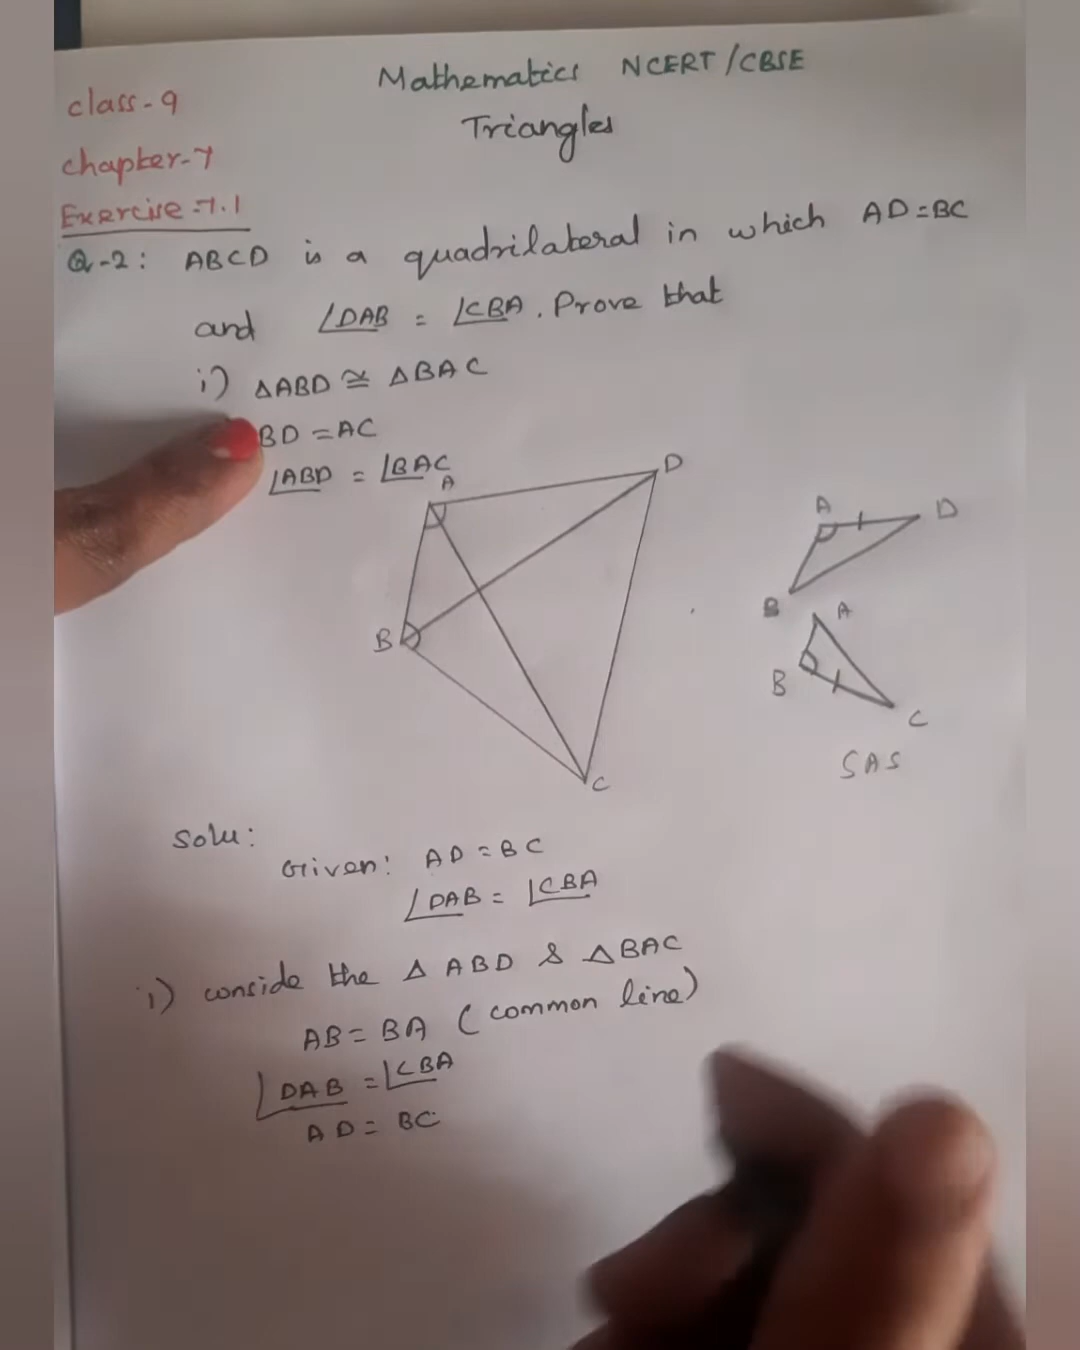 Mathematics NCERT/CBSE
Triangles
class-9
chapter-7
Exercise:7.1
Q-2: ABCD is a quadrilateral in which AD=BC
and ∠DAB = ∠CBA. Prove that
i) ΔABD ≅ ΔBAC
BD = AC
∠ABD = ∠BAC
A
D
B
C
A
D
B
A
B
C
SAS
Solu:
Given: AD = BC
∠DAB = ∠CBA
i) conside the Δ ABD & ΔBAC
AB = BA (common line)
∠DAB = ∠CBA
AD = BC